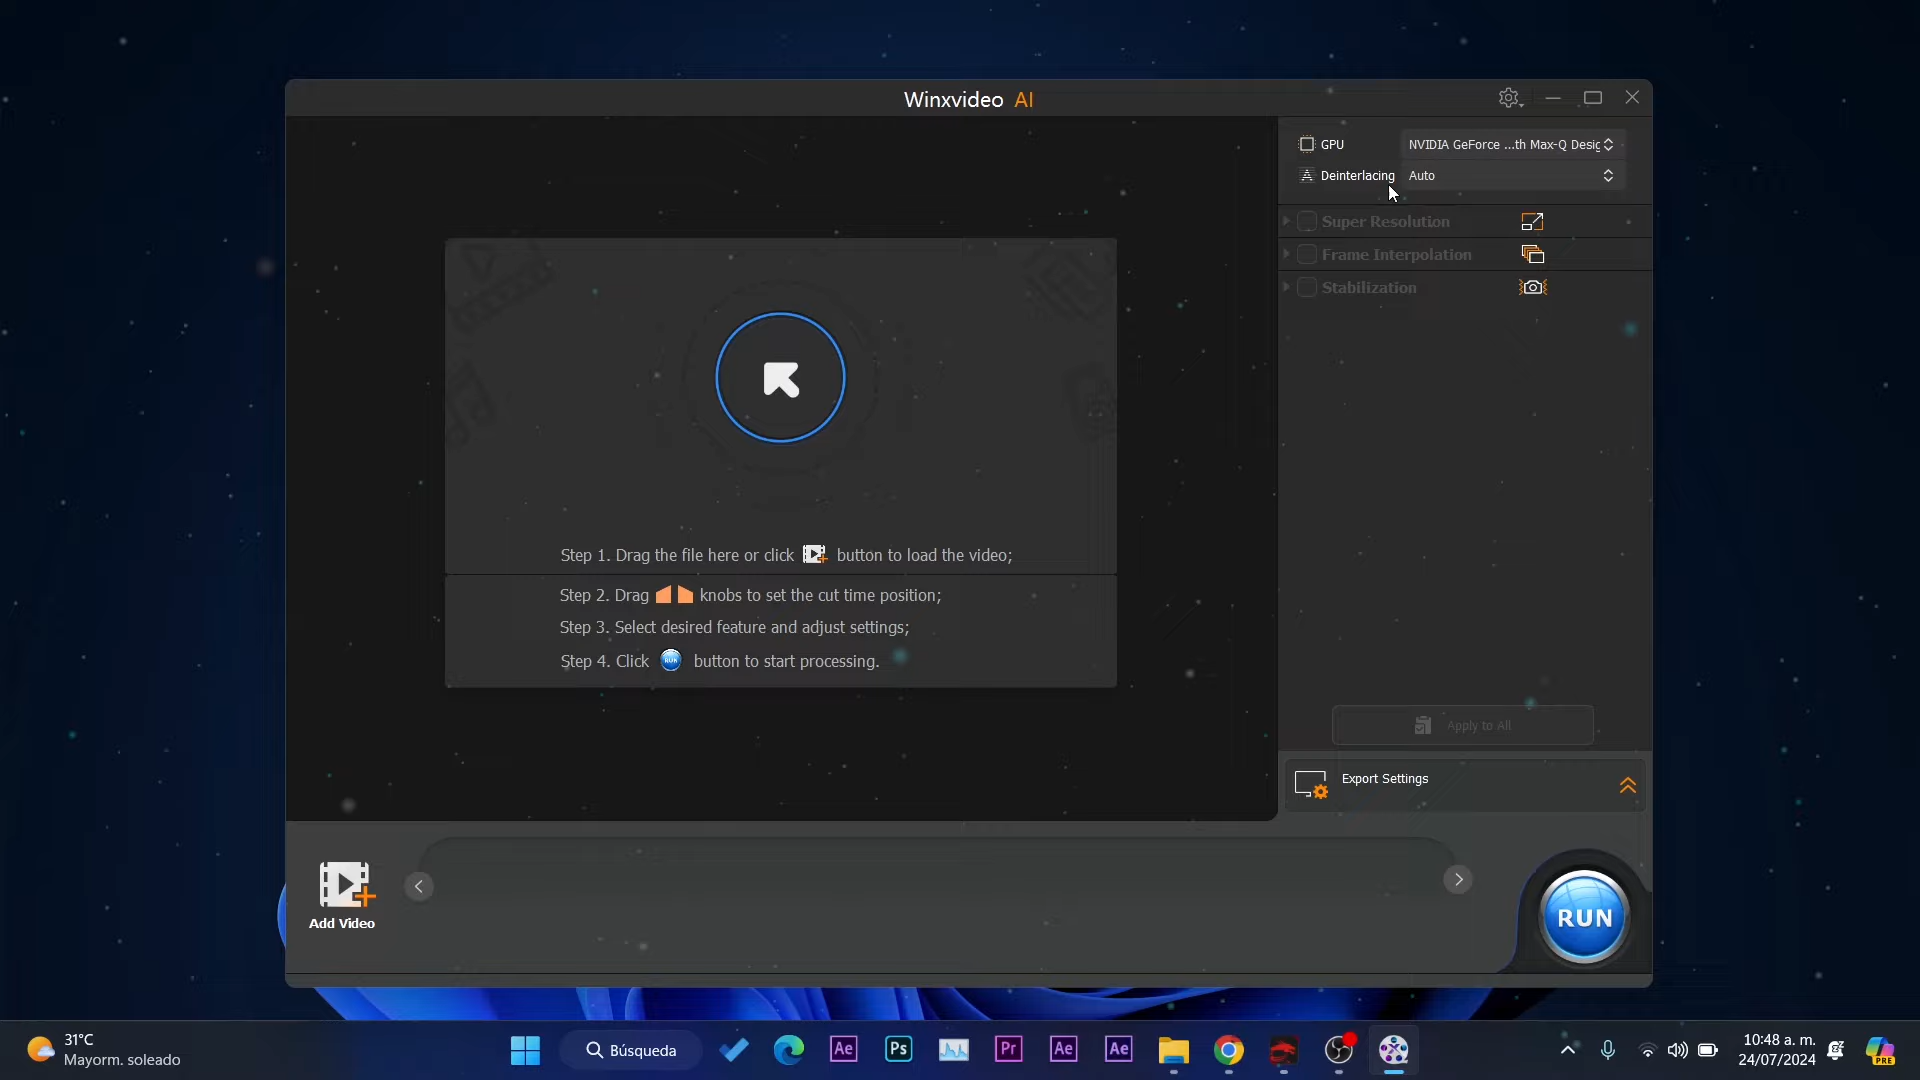 Winxvideo AI
GPU
NVIDIA GeForce ...th Max-Q Desig
Deinterlacing
Auto
Super Resolution
Frame Interpolation
Stabilization
Step 1. Drag the file here or click button to load the video;
Step 2. Drag knobs to set the cut time position;
Step 3. Select desired feature and adjust settings;
Step 4. Click RUN button to start processing.
Apply to All
Export Settings
Add Video
RUN
31°C
Mayorm. soleado
Búsqueda
Ae
Ps
Pr
Ae
Ae
10:48 a. m.
24/07/2024
PRE